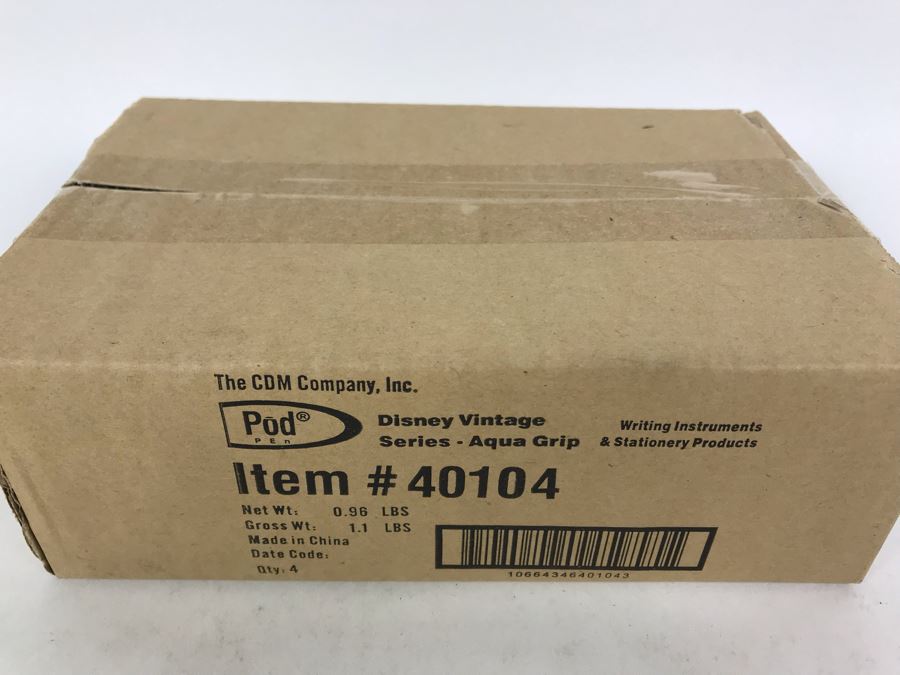 The CDM Company, Inc.
Pōd®
PEn
Disney Vintage
Series - Aqua Grip
Writing Instruments
& Stationery Products
Item # 40104
Net Wt: 0.96 LBS
Gross Wt: 1.1 LBS
Made in China
Date Code:
Qty: 4
10664346401043